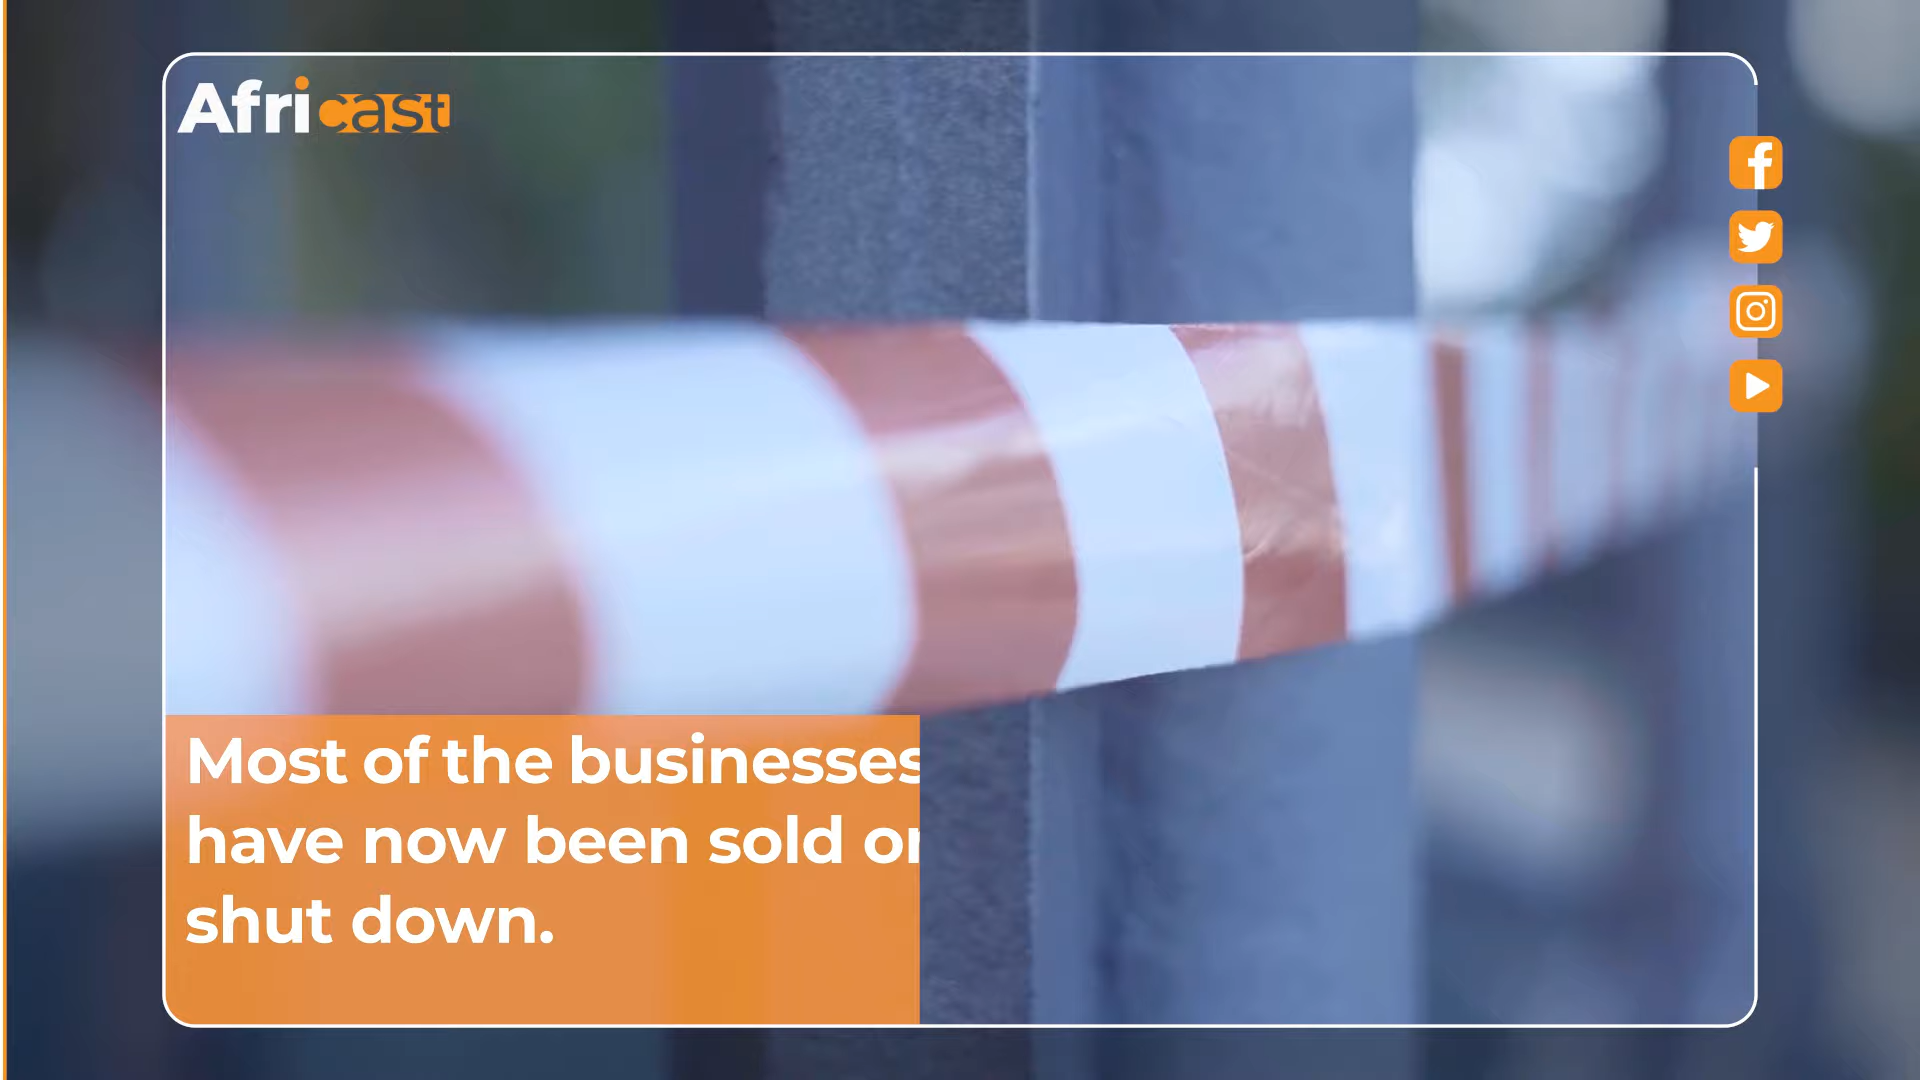 Africast
Most of the businesses
have now been sold or
shut down.